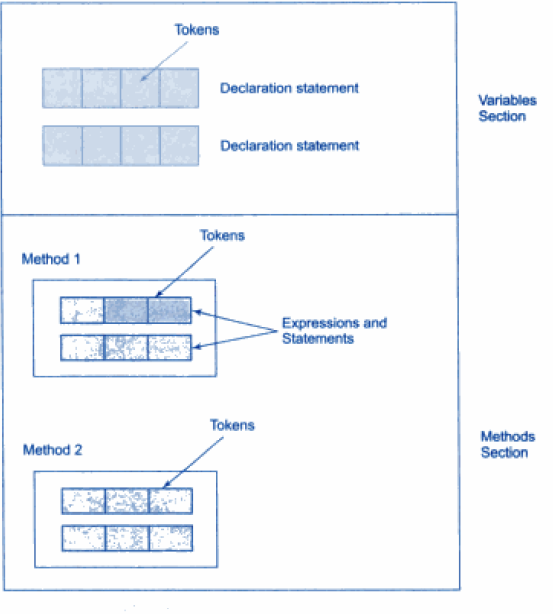 Tokens
Declaration statement
Variables
Section
Declaration statement
Tokens
Method 1
Expressions and
Statements
Tokens
Method 2
Methods
Section